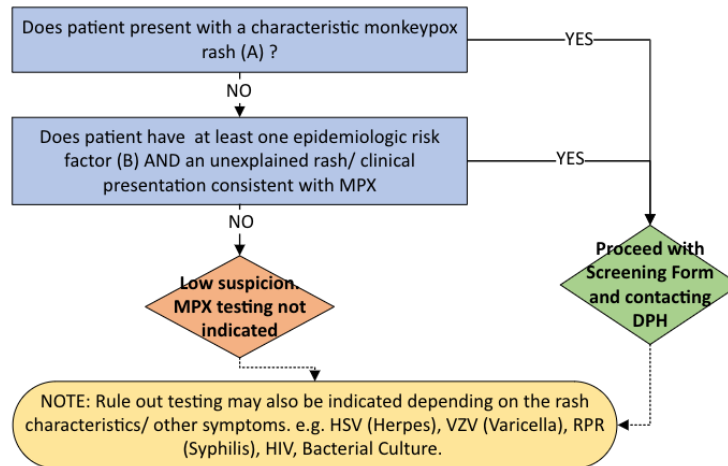 Does patient present with a characteristic monkeypox
rash (A) ?
YES
NO
Does patient have  at least one epidemiologic risk
factor (B) AND an unexplained rash/ clinical
presentation consistent with MPX
YES
NO
Low suspicion.
MPX testing not
indicated
Proceed with
Screening Form
and contacting
DPH
NOTE: Rule out testing may also be indicated depending on the rash
characteristics/ other symptoms. e.g. HSV (Herpes), VZV (Varicella), RPR
(Syphilis), HIV, Bacterial Culture.